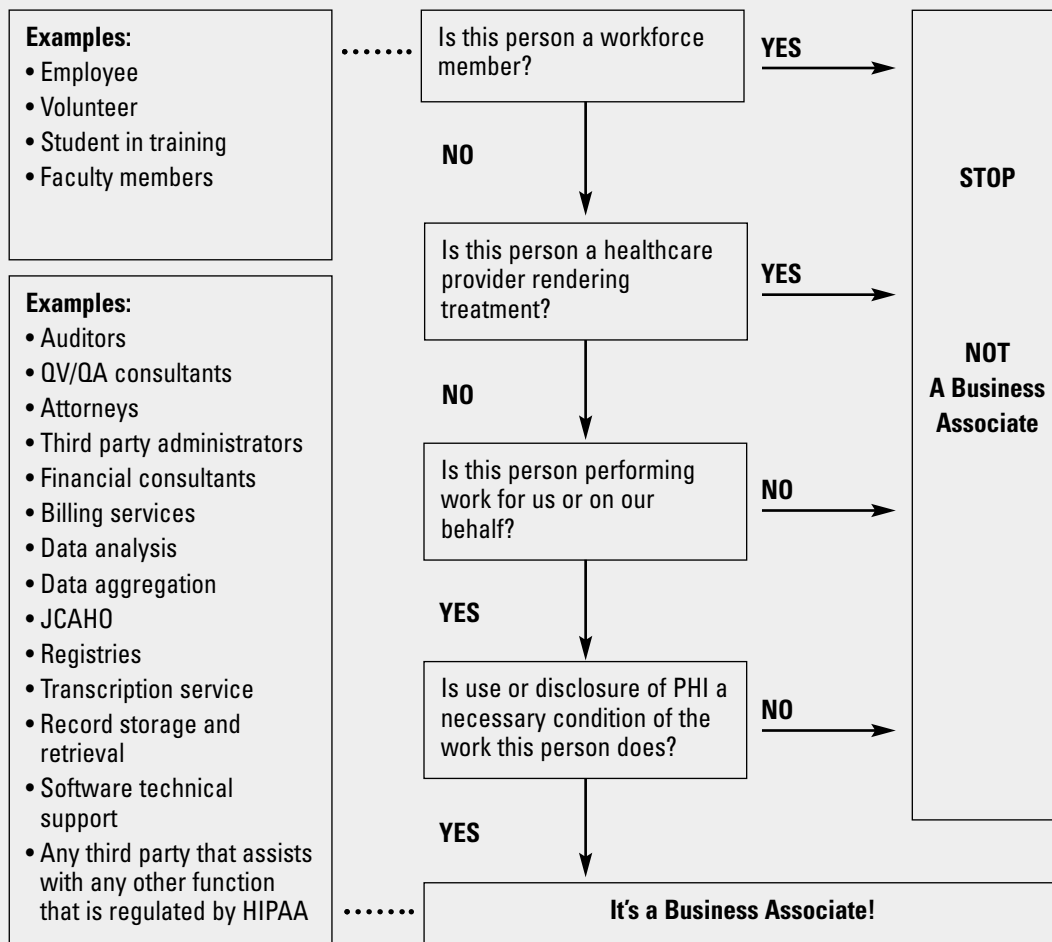 Examples:
• Employee
• Volunteer
• Student in training
• Faculty members
Is this person a workforce
member?
YES
NO
Is this person a healthcare
provider rendering
treatment?
YES
NO
Is this person performing
work for us or on our
behalf?
NO
YES
Is use or disclosure of PHI a
necessary condition of the
work this person does?
NO
YES
STOP
NOT
A Business
Associate
Examples:
• Auditors
• QV/QA consultants
• Attorneys
• Third party administrators
• Financial consultants
• Billing services
• Data analysis
• Data aggregation
• JCAHO
• Registries
• Transcription service
• Record storage and
retrieval
• Software technical
support
• Any third party that assists
with any other function
that is regulated by HIPAA
It's a Business Associate!